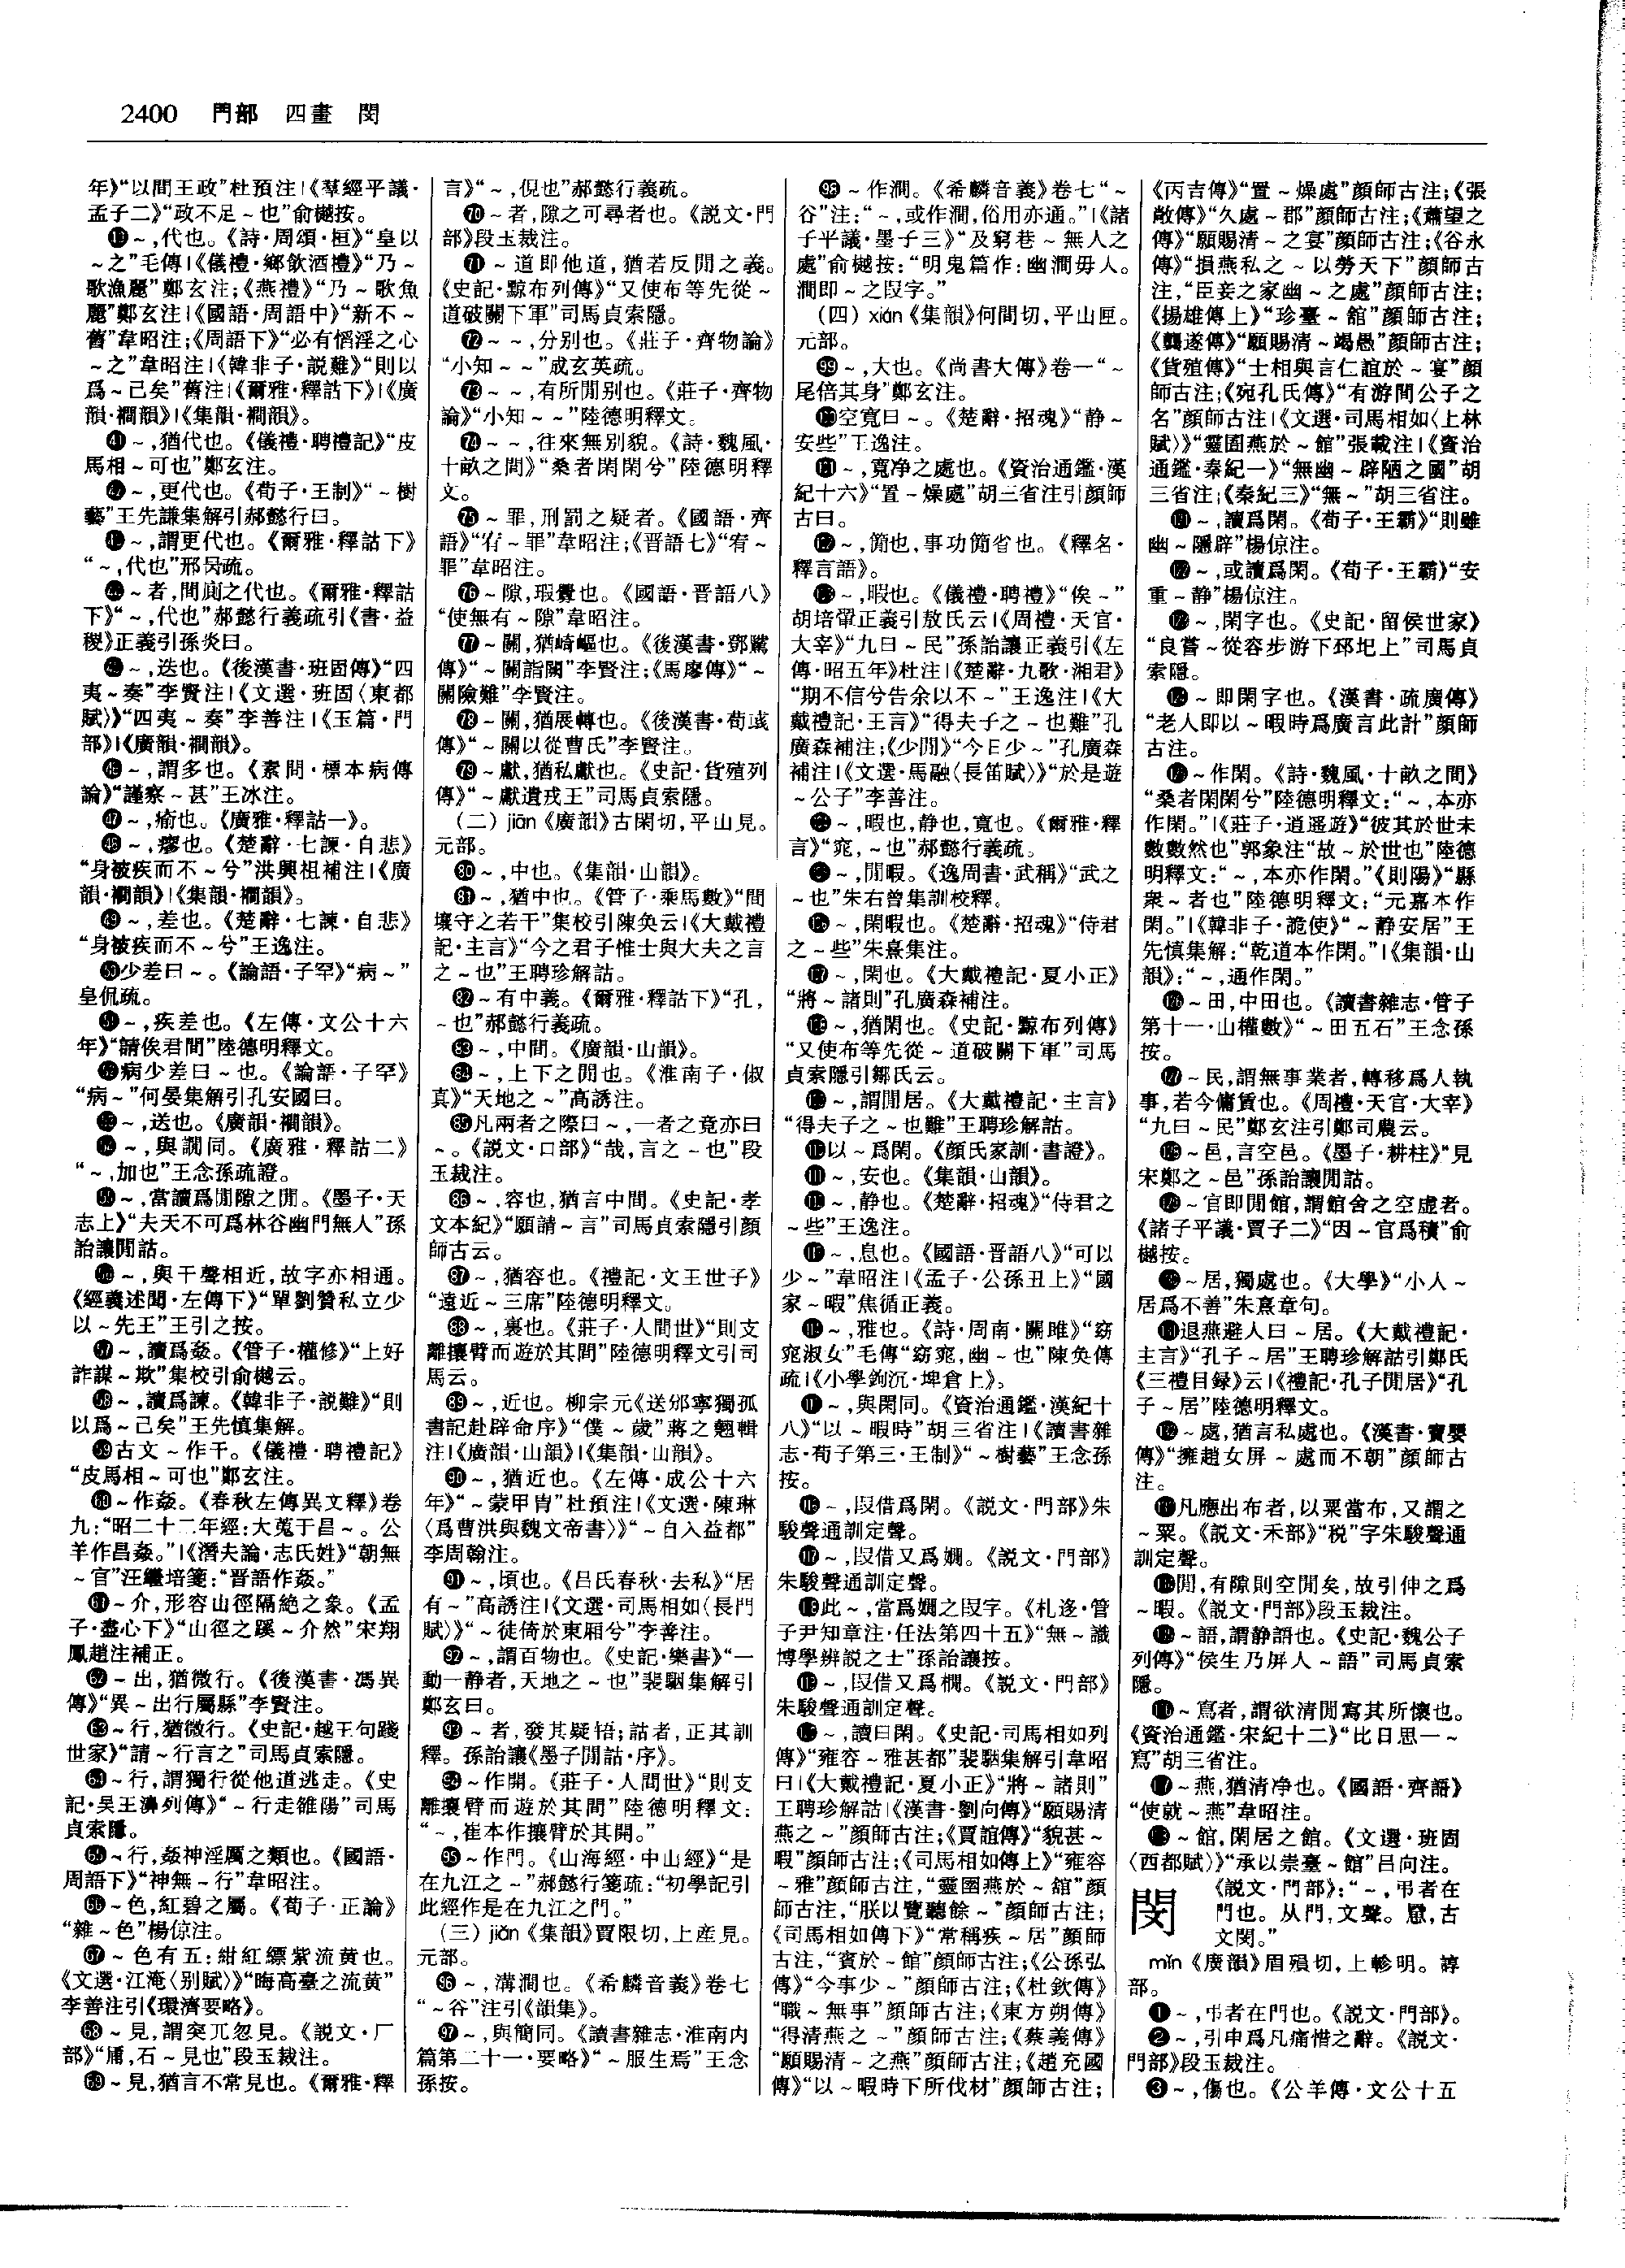 2400 門部 四畫 閔
年》“以間王政”杜預注|《羣經平議·
孟子二》“政不足~也”俞樾按。
~,代也。《詩·周頌·桓》“皇以
~之”毛傳|《儀禮·鄉飲酒禮》“乃~
歌漁麗”鄭玄注;《燕禮》“乃~歌魚
麗”鄭玄注|《國語·周語中》“新不~
舊”韋昭注;《周語下》“必有慆淫之心
~之”韋昭注|《韓非子·説難》“則以
爲~己矣”舊注|《爾雅·釋詁下》|《廣
韻·襇韻》|《集韻·襇韻》。
㊶~,猶代也。《儀禮·聘禮記》“皮
馬相~可也”鄭玄注。
㊷~,更代也。《荀子·王制》“~樹
藝”王先謙集解引郝懿行曰。
~,謂更代也。《爾雅·釋詁下》
“~,代也”邢昺疏。
~者,間廁之代也。《爾雅·釋詁
下》“~,代也”郝懿行義疏引《書·益
稷》正義引孫炎曰。
~,迭也。《後漢書·班固傳》“四
夷~奏”李賢注|《文選·班固〈東都
賦〉》“四夷~奏”李善注|《玉篇·門
部》|《廣韻·襇韻》。
㊻~,謂多也。《素問·標本病傳
論》“謹察~甚”王冰注。
㊼~,瘉也。《廣雅·釋詁一》。
㊽~,瘳也。《楚辭·七諫·自悲》
“身被疾而不~兮”洪興祖補注|《廣
韻·襇韻》|《集韻·襇韻》。
㊾~,差也。《楚辭·七諫·自悲》
“身被疾而不~兮”王逸注。
㊿少差曰~。《論語·子罕》“病~”
皇侃疏。
~,疾差也。《左傳·文公十六
年》“請俟君間”陸德明釋文。
病少差曰~也。《論語·子罕》
“病~”何晏集解引孔安國曰。
~,送也。《廣韻·襇韻》。
~,與調同。《廣雅·釋詁二》
“~,加也”王念孫疏證。
~,當讀爲閒隙之閒。《墨子·天
志上》“夫天不可爲林谷幽門無人”孫
詒讓閒詁。
~,與干聲相近,故字亦相通。
《經義述聞·左傳下》“單劉贊私立少
以~先王”王引之按。
~,讀爲姦。《管子·權修》“上好
詐謀~欺”集校引俞樾云。
~,讀爲諫。《韓非子·説難》“則
以爲~己矣”王先慎集解。
古文~作干。《儀禮·聘禮記》
“皮馬相~可也”鄭玄注。
~作姦。《春秋左傳異文釋》卷
九:“昭二十二年經:大蒐于昌~。公
羊作昌姦。”|《潛夫論·志氏姓》“朝無
~官”汪繼培箋:“晋語作姦。”
~介,形容山徑隔絶之象。《孟
子·盡心下》“山徑之蹊~介然”宋翔
鳳趙注補正。
~出,猶微行。《後漢書·馮異
傳》“異~出行屬縣”李賢注。
~行,猶微行。《史記·越王句踐
世家》“請~行言之”司馬貞索隱。
~行,謂獨行從他道逃走。《史
記·吴王濞列傳》“~行走雒陽”司馬
貞索隱。
~行,姦神淫厲之類也。《國語·
周語下》“神無~行”韋昭注。
~色,紅碧之屬。《荀子·正論》
“雜~色”楊倞注。
~色有五:紺紅縹紫流黄也。
《文選·江淹〈别賦〉》“晦高臺之流黄”
李善注引《環濟要略》。
~見,謂突兀忽見。《説文·厂
部》“㕒,石~見也”段玉裁注。
~見,猶言不常見也。《爾雅·釋
言》“~,俔也”郝懿行義疏。
~者,隙之可尋者也。《説文·門
部》段玉裁注。
~道即他道,猶若反間之義。
《史記·黥布列傳》“又使布等先從~
道破關下軍”司馬貞索隱。
~~,分别也。《莊子·齊物論》
“小知~~”成玄英疏。
~~,有所閒别也。《莊子·齊物
論》“小知~~”陸德明釋文。
~~,往來無别貌。《詩·魏風·
十畝之間》“桑者閑閑兮”陸德明釋
文。
~罪,刑罰之疑者。《國語·齊
語》“宥~罪”韋昭注;《晋語七》“宥~
罪”韋昭注。
~隙,瑕釁也。《國語·晋語八》
“使無有~隙”韋昭注。
~關,猶崎嶇也。《後漢書·鄧騭
傳》“~關詣闕”李賢注;《馬廖傳》“~
關險難”李賢注。
~關,猶展轉也。《後漢書·荀彧
傳》“~關以從曹氏”李賢注。
~獻,猶私獻也。《史記·貨殖列
傳》“~獻遺戎王”司馬貞索隱。
(二)jiān《廣韻》古閑切,平山見。
元部。
~,中也。《集韻·山韻》。
~,猶中也。《管子·乘馬數》“間
壤守之若干”集校引陳奂云|《大戴禮
記·主言》“今之君子惟士與大夫之言
之~也”王聘珍解詁。
~有中義。《爾雅·釋詁下》“孔,
~也”郝懿行義疏。
~,中間。《廣韻·山韻》。
~,上下之間也。《淮南子·俶
真》“天地之~”高誘注。
凡兩者之際曰~,一者之竟亦曰
~。《説文·口部》“哉,言之~也”段
玉裁注。
~,容也,猶言中間。《史記·孝
文本紀》“願請~言”司馬貞索隱引顔
師古云。
~,猶容也。《禮記·文王世子》
“遠近~三席”陸德明釋文。
~,裏也。《莊子·人間世》“則支
離攘臂而遊於其間”陸德明釋文引司
馬云。
~,近也。柳宗元《送邠寧獨孤
書記赴辟命序》“僕~歲”蔣之翹輯
注|《廣韻·山韻》|《集韻·山韻》。
~,猶近也。《左傳·成公十六
年》“~蒙甲冑”杜預注|《文選·陳琳
〈爲曹洪與魏文帝書〉》“~自入益都”
李周翰注。
~,頃也。《吕氏春秋·去私》“居
有~”高誘注|《文選·司馬相如〈長門
賦〉》“~徙倚於東厢兮”李善注。
~,謂百物也。《史記·樂書》“一
動一静者,天地之~也”裴駰集解引
鄭玄曰。
~者,發其疑牾;詁者,正其訓
釋。孫詒讓《墨子閒詁·序》。
~作開。《莊子·人間世》“則支
離攘臂而遊於其間”陸德明釋文:
“~,崔本作攘臂於其開。”
~作門。《山海經·中山經》“是
在九江之~”郝懿行箋疏:“初學記引
此經作是在九江之門。”
(三)jiǎn《集韻》賈限切,上産見。
元部。
~,溝澗也。《希麟音義》卷七
“~谷”注引《韻集》。
~,與簡同。《讀書雜志·淮南内
篇第二十一·要略》“~服生焉”王念
孫按。
~作澗。《希麟音義》卷七“~
谷”注:“~,或作澗,俗用亦通。”|《諸
子平議·墨子三》“及窮巷~無人之
處”俞樾按:“明鬼篇作:幽澗毋人。
澗即~之叚字。”
(四)xián《集韻》何間切,平山匣。
元部。
~,大也。《尚書大傳》卷一“~
尾倍其身”鄭玄注。
空寬曰~。《楚辭·招魂》“静~
安些”王逸注。
~,寬净之處也。《資治通鑑·漢
紀十六》“置~燥處”胡三省注引顔師
古曰。
~,簡也,事功簡省也。《釋名·
釋言語》。
~,暇也。《儀禮·聘禮》“俟~”
胡培翬正義引敖氏云|《周禮·天官·
大宰》“九曰~民”孫詒讓正義引《左
傳·昭五年》杜注|《楚辭·九歌·湘君》
“期不信兮告余以不~”王逸注|《大
戴禮記·王言》“得夫子之~也難”孔
廣森補注;《少閒》“今日少~”孔廣森
補注|《文選·馬融〈長笛賦〉》“於是遊
~公子”李善注。
~,暇也,静也,寬也。《爾雅·釋
言》“窕,~也”郝懿行義疏。
~,閒暇。《逸周書·武稱》“武之
~也”朱右曾集訓校釋。
~,閑暇也。《楚辭·招魂》“侍君
之~些”朱熹集注。
~,閑也。《大戴禮記·夏小正》
“將~諸則”孔廣森補注。
~,猶閑也。《史記·黥布列傳》
“又使布等先從~道破關下軍”司馬
貞索隱引鄒氏云。
~,謂閒居。《大戴禮記·主言》
“得夫子之~也難”王聘珍解詁。
以~爲閑。《顔氏家訓·書證》。
~,安也。《集韻·山韻》。
~,静也。《楚辭·招魂》“侍君之
~些”王逸注。
~,息也。《國語·晋語八》“可以
少~”韋昭注|《孟子·公孫丑上》“國
家~暇”焦循正義。
~,雅也。《詩·周南·關雎》“窈
窕淑女”毛傳“窈窕,幽~也”陳奂傳
疏|《小學鉤沉·埤倉上》。
~,與閑同。《資治通鑑·漢紀十
八》“以~暇時”胡三省注|《讀書雜
志·荀子第三·王制》“~樹藝”王念孫
按。
~,叚借爲閑。《説文·門部》朱
駿聲通訓定聲。
~,叚借又爲嫺。《説文·門部》
朱駿聲通訓定聲。
此~,當爲嫺之叚字。《札迻·管
子尹知章注·任法第四十五》“無~識
博學辨説之士”孫詒讓按。
~,叚借又爲橺。《説文·門部》
朱駿聲通訓定聲。
~,讀曰閑。《史記·司馬相如列
傳》“雍容~雅甚都”裴駰集解引韋昭
曰|《大戴禮記·夏小正》“將~諸則”
王聘珍解詁|《漢書·劉向傳》“願賜清
燕之~”顔師古注;《賈誼傳》“貌甚~
暇”顔師古注;《司馬相如傳上》“雍容
~雅”顔師古注,“靈圉燕於~舘”顔
師古注,“朕以覽聽餘~”顔師古注;
《司馬相如傳下》“常稱疾~居”顔師
古注,“賓於~館”顔師古注;《公孫弘
傳》“今事少~”顔師古注;《杜欽傳》
“職~無事”顔師古注;《東方朔傳》
“得清燕之~”顔師古注;《蔡義傳》
“願賜清~之燕”顔師古注;《趙充國
傳》“以~暇時下所伐材”顔師古注;
《丙吉傳》“置~燥處”顔師古注;《張
敞傳》“久處~郡”顔師古注;《蕭望之
傳》“願賜清~之宴”顔師古注;《谷永
傳》“損燕私之~以勞天下”顔師古
注,“臣妾之家幽~之處”顔師古注;
《揚雄傳上》“珍臺~館”顔師古注;
《龔遂傳》“願賜清~竭愚”顔師古注;
《貨殖傳》“士相與言仁誼於~宴”顔
師古注;《宛孔氏傳》“有游間公子之
名”顔師古注|《文選·司馬相如〈上林
賦〉》“靈圄燕於~館”張載注|《資治
通鑑·秦紀一》“無幽~辟陋之國”胡
三省注;《秦紀三》“無~”胡三省注。
~,讀爲閑。《荀子·王霸》“則雖
幽~隱辟”楊倞注。
~,或讀爲閑。《荀子·王霸》“安
重~静”楊倞注。
~,閑字也。《史記·留侯世家》
“良嘗~從容步游下邳圯上”司馬貞
索隱。
~即閑字也。《漢書·疏廣傳》
“老人即以~暇時爲廣言此計”顔師
古注。
~作閑。《詩·魏風·十畝之間》
“桑者閑閑兮”陸德明釋文:“~,本亦
作閑。”|《莊子·逍遥遊》“彼其於世未
數數然也”郭象注“故~於世也”陸德
明釋文:“~,本亦作閑。”《則陽》“縣
衆~者也”陸德明釋文:“元嘉本作
閑。”|《韓非子·詭使》“~静安居”王
先慎集解:“乾道本作閑。”|《集韻·山
韻》:“~,通作閑。”
~田,中田也。《讀書雜志·管子
第十一·山權數》“~田五石”王念孫
按。
~民,謂無事業者,轉移爲人執
事,若今傭賃也。《周禮·天官·大宰》
“九曰~民”鄭玄注引鄭司農云。
~邑,言空邑。《墨子·耕柱》“見
宋鄭之~邑”孫詒讓閒詁。
~官即閒館,謂館舍之空虚者。
《諸子平議·賈子二》“因~官爲積”俞
樾按。
~居,獨處也。《大學》“小人~
居爲不善”朱熹章句。
退燕避人曰~居。《大戴禮記·
主言》“孔子~居”王聘珍解詁引鄭氏
《三禮目録》云|《禮記·孔子閒居》“孔
子~居”陸德明釋文。
~處,猶言私處也。《漢書·竇嬰
傳》“擁趙女屏~處而不朝”顔師古
注。
凡應出布者,以粟當布,又謂之
~粟。《説文·禾部》“税”字朱駿聲通
訓定聲。
閒,有隙則空閒矣,故引伸之爲
~暇。《説文·門部》段玉裁注。
~語,謂静語也。《史記·魏公子
列傳》“侯生乃屏人~語”司馬貞索
隱。
~寫者,謂欲清閒寫其所懷也。
《資治通鑑·宋紀十二》“比日思一~
寫”胡三省注。
~燕,猶清净也。《國語·齊語》
“使就~燕”韋昭注。
~館,閑居之館。《文選·班固
〈西都賦〉》“承以崇臺~館”吕向注。
閔
《説文·門部》:“~,弔者在
門也。从門,文聲。㥸,古
文閔。”
mǐn《廣韻》眉殞切,上軫明。諄
部。
❶~,弔者在門也。《説文·門部》。
❷~,引申爲凡痛惜之辭。《説文·
門部》段玉裁注。
❸~,傷也。《公羊傳·文公十五